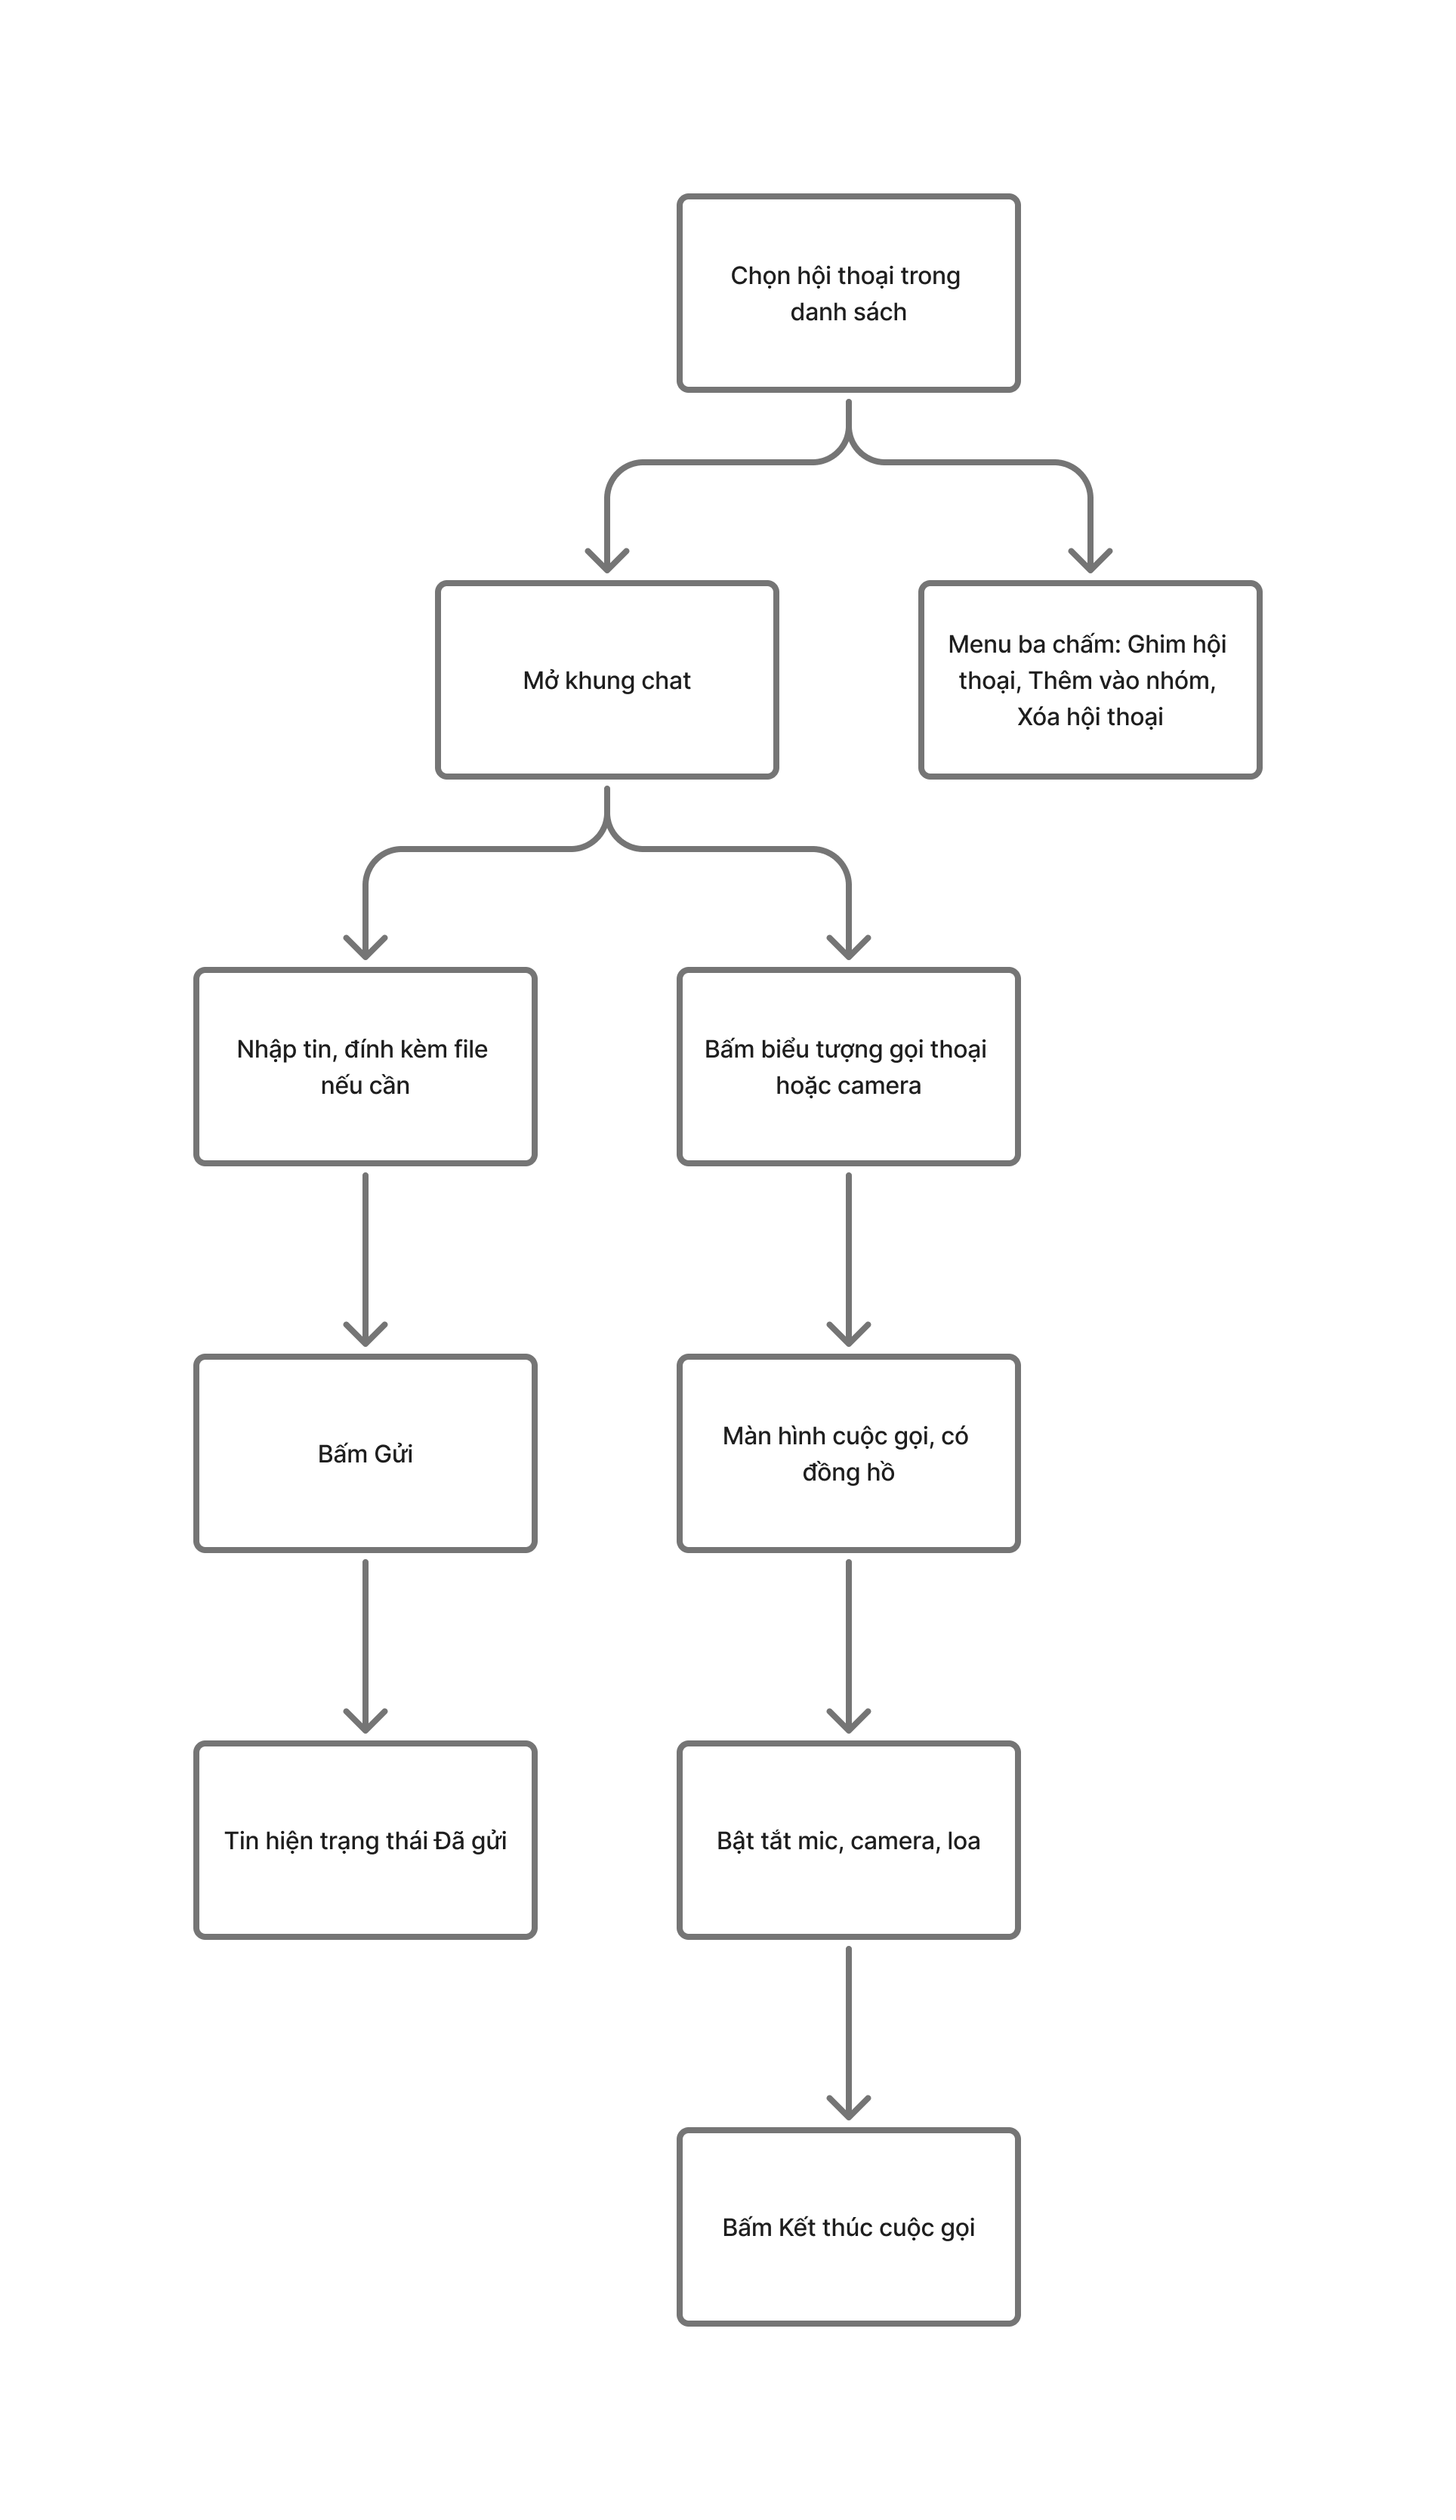 Chọn hội thoại trong
danh sách
Mở khung chat
Menu ba chấm: Ghim hội
thoại, Thêm vào nhóm,
Xóa hội thoại
Nhập tin, đính kèm file
nếu cần
Bấm biểu tượng gọi thoại
hoặc camera
Bấm Gửi
Màn hình cuộc gọi, có
đồng hồ
Tin hiện trạng thái Đã gửi
Bật tắt mic, camera, loa
Bấm Kết thúc cuộc gọi